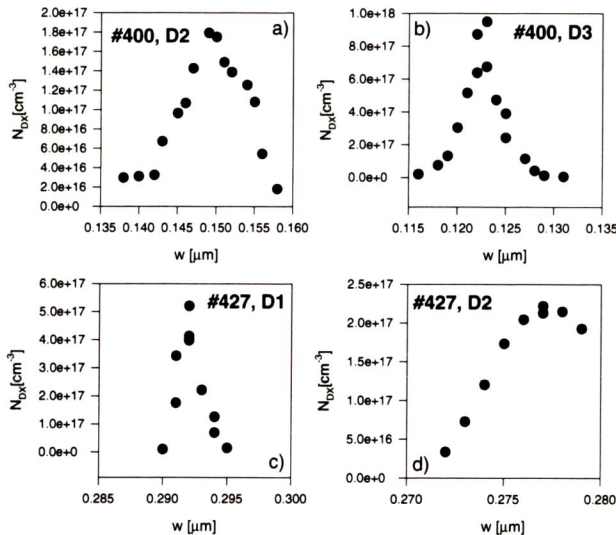 #400, D2
a)
2.0e+17
1.8e+17
1.6e+17
1.4e+17
1.2e+17
1.0e+17
8.0e+16
6.0e+16
4.0e+16
2.0e+16
0.0e+0
N_DX[cm⁻³]
0.135 0.140 0.145 0.150 0.155 0.160
w [µm]
b)
#400, D3
1.0e+18
8.0e+17
6.0e+17
4.0e+17
2.0e+17
0.0e+0
N_DX[cm⁻³]
0.115 0.120 0.125 0.130 0.135
w [µm]
#427, D1
6.0e+17
5.0e+17
4.0e+17
3.0e+17
2.0e+17
1.0e+17
0.0e+0
N_DX[cm⁻³]
c)
0.285 0.290 0.295 0.300
w [µm]
#427, D2
2.5e+17
2.0e+17
1.5e+17
1.0e+17
5.0e+16
0.0e+0
N_DX[cm⁻³]
d)
0.270 0.275 0.280
w [µm]